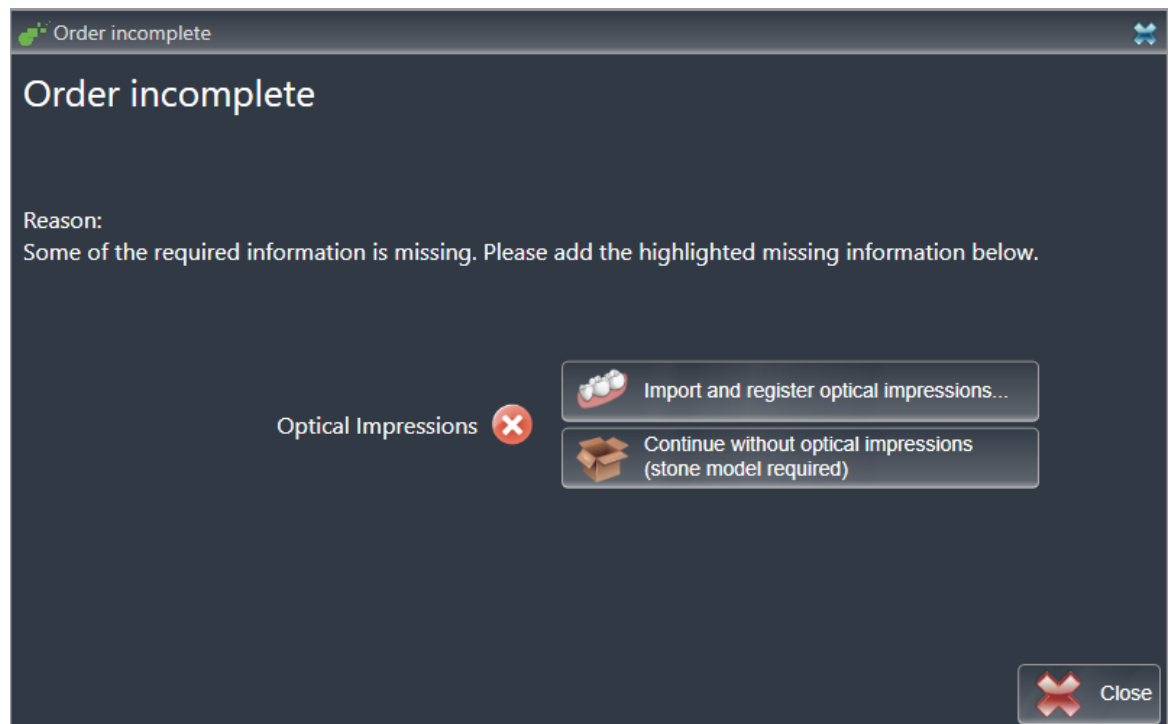 Order incomplete
Order incomplete
Reason:
Some of the required information is missing. Please add the highlighted missing information below.
Optical Impressions
Import and register optical impressions...
Continue without optical impressions
(stone model required)
Close